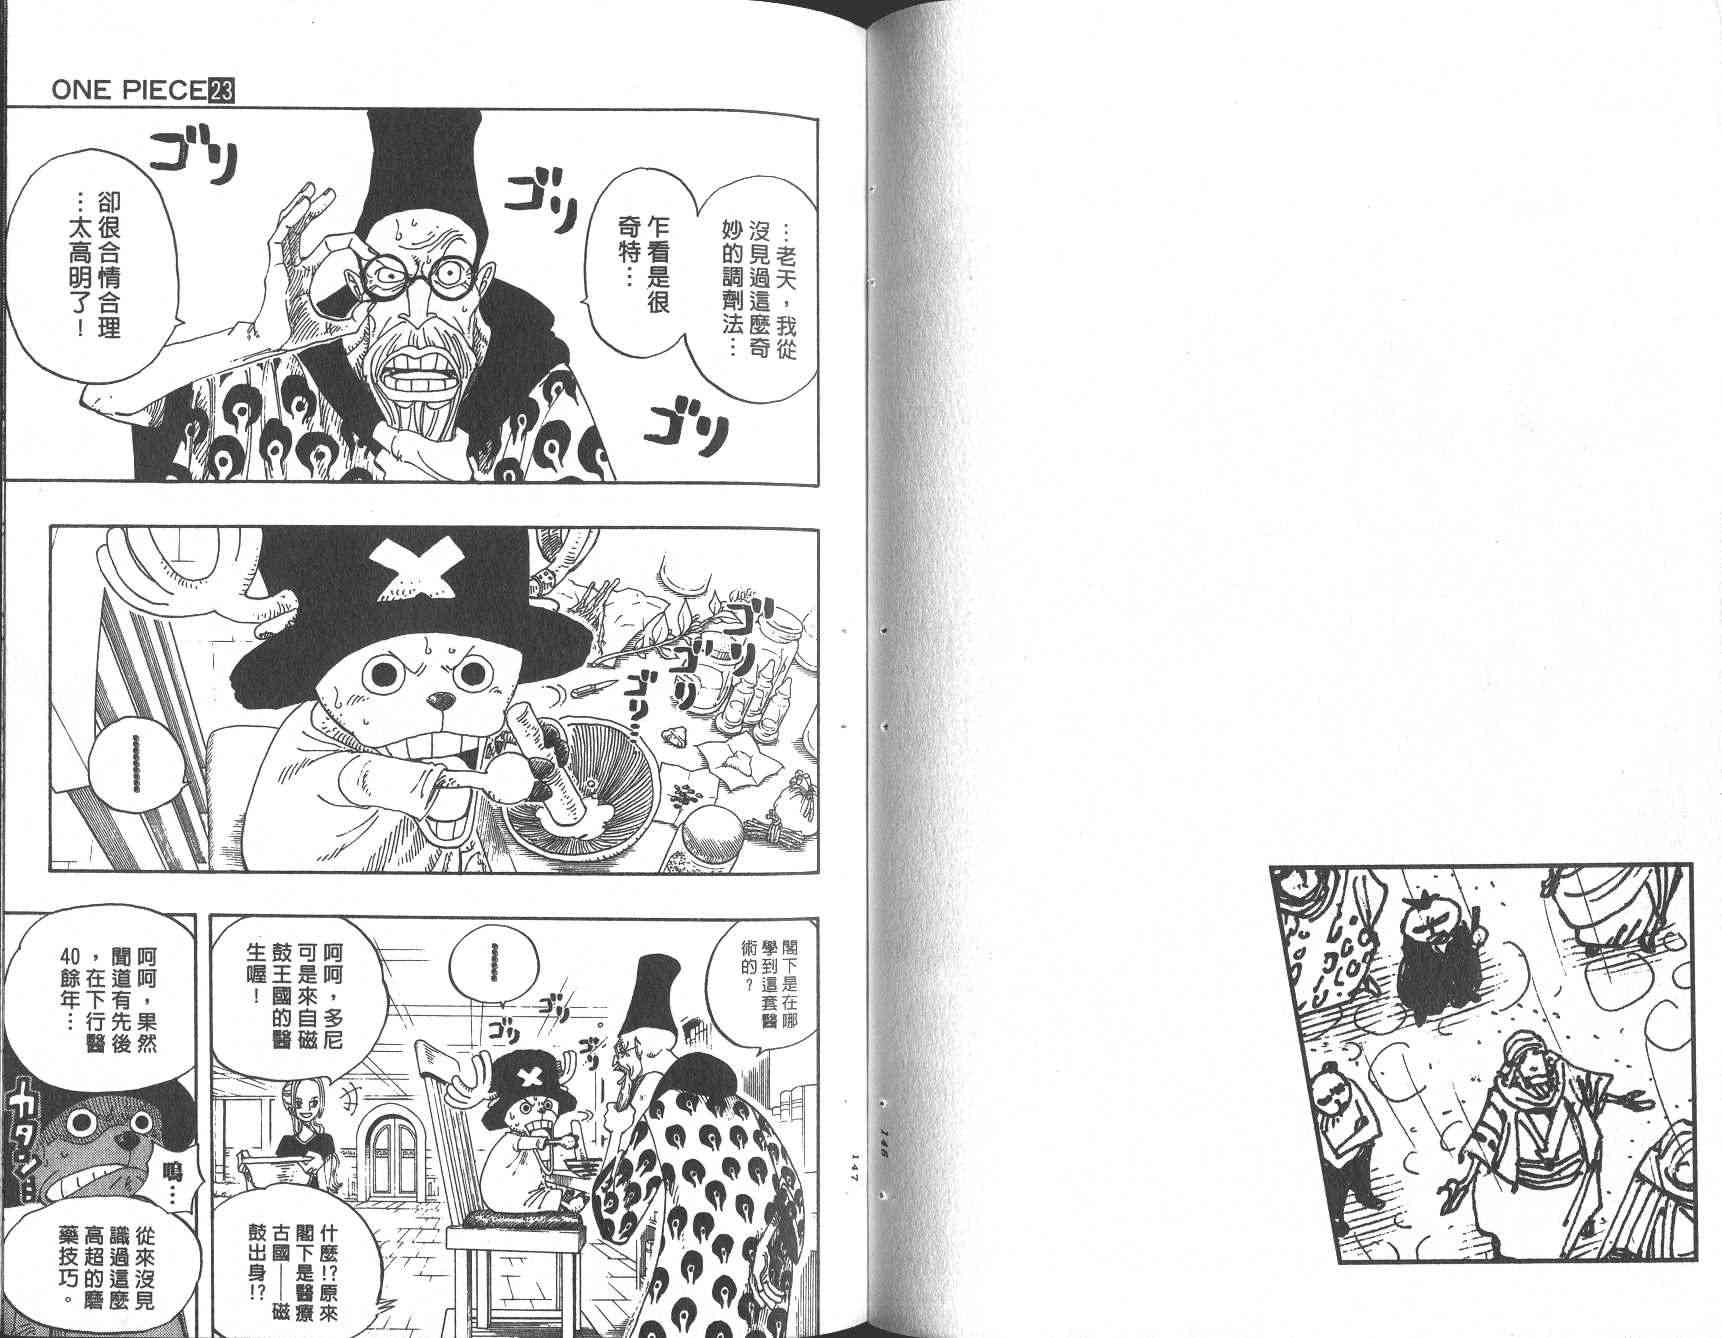 ONE PIECE23
ゴリ
ゴリ
ゴリ
…老天，我從
沒見過這麼奇
妙的調劑法…
乍看是很
奇特…
卻很合情合理
…太高明了！
ゴリ
ゴリ
ゴリ…
………
閣下是在哪
學到這套醫
術的？
……
ゴリ
ゴリ
ゴリ
呵呵，多尼
可是來自磁
鼓王國的醫
生喔！
什麼!?原來
閣下是醫療
古國——磁
鼓出身!?
呵呵，果然
聞道有先後
，在下行醫
40餘年…
カタン
嗚…
從來沒見
識過這麼
高超的磨
藥技巧。
147
146